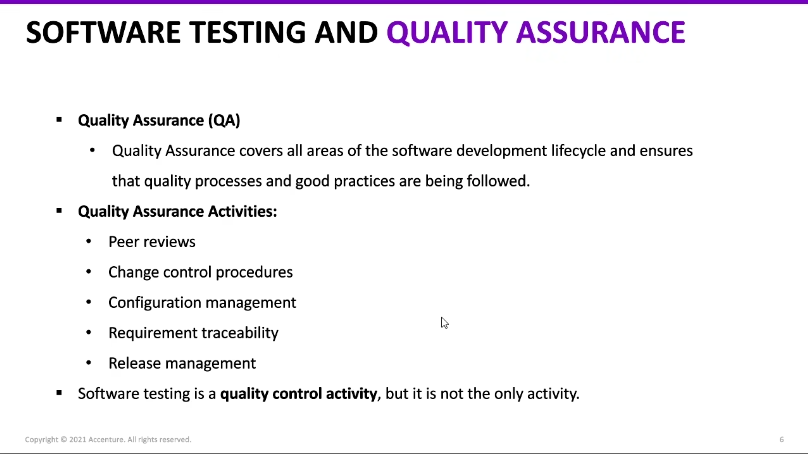 SOFTWARE TESTING AND QUALITY ASSURANCE
▪ Quality Assurance (QA)
• Quality Assurance covers all areas of the software development lifecycle and ensures
that quality processes and good practices are being followed.
▪ Quality Assurance Activities:
• Peer reviews
• Change control procedures
• Configuration management
• Requirement traceability
• Release management
▪ Software testing is a quality control activity, but it is not the only activity.
Copyright © 2021 Accenture. All rights reserved.
6